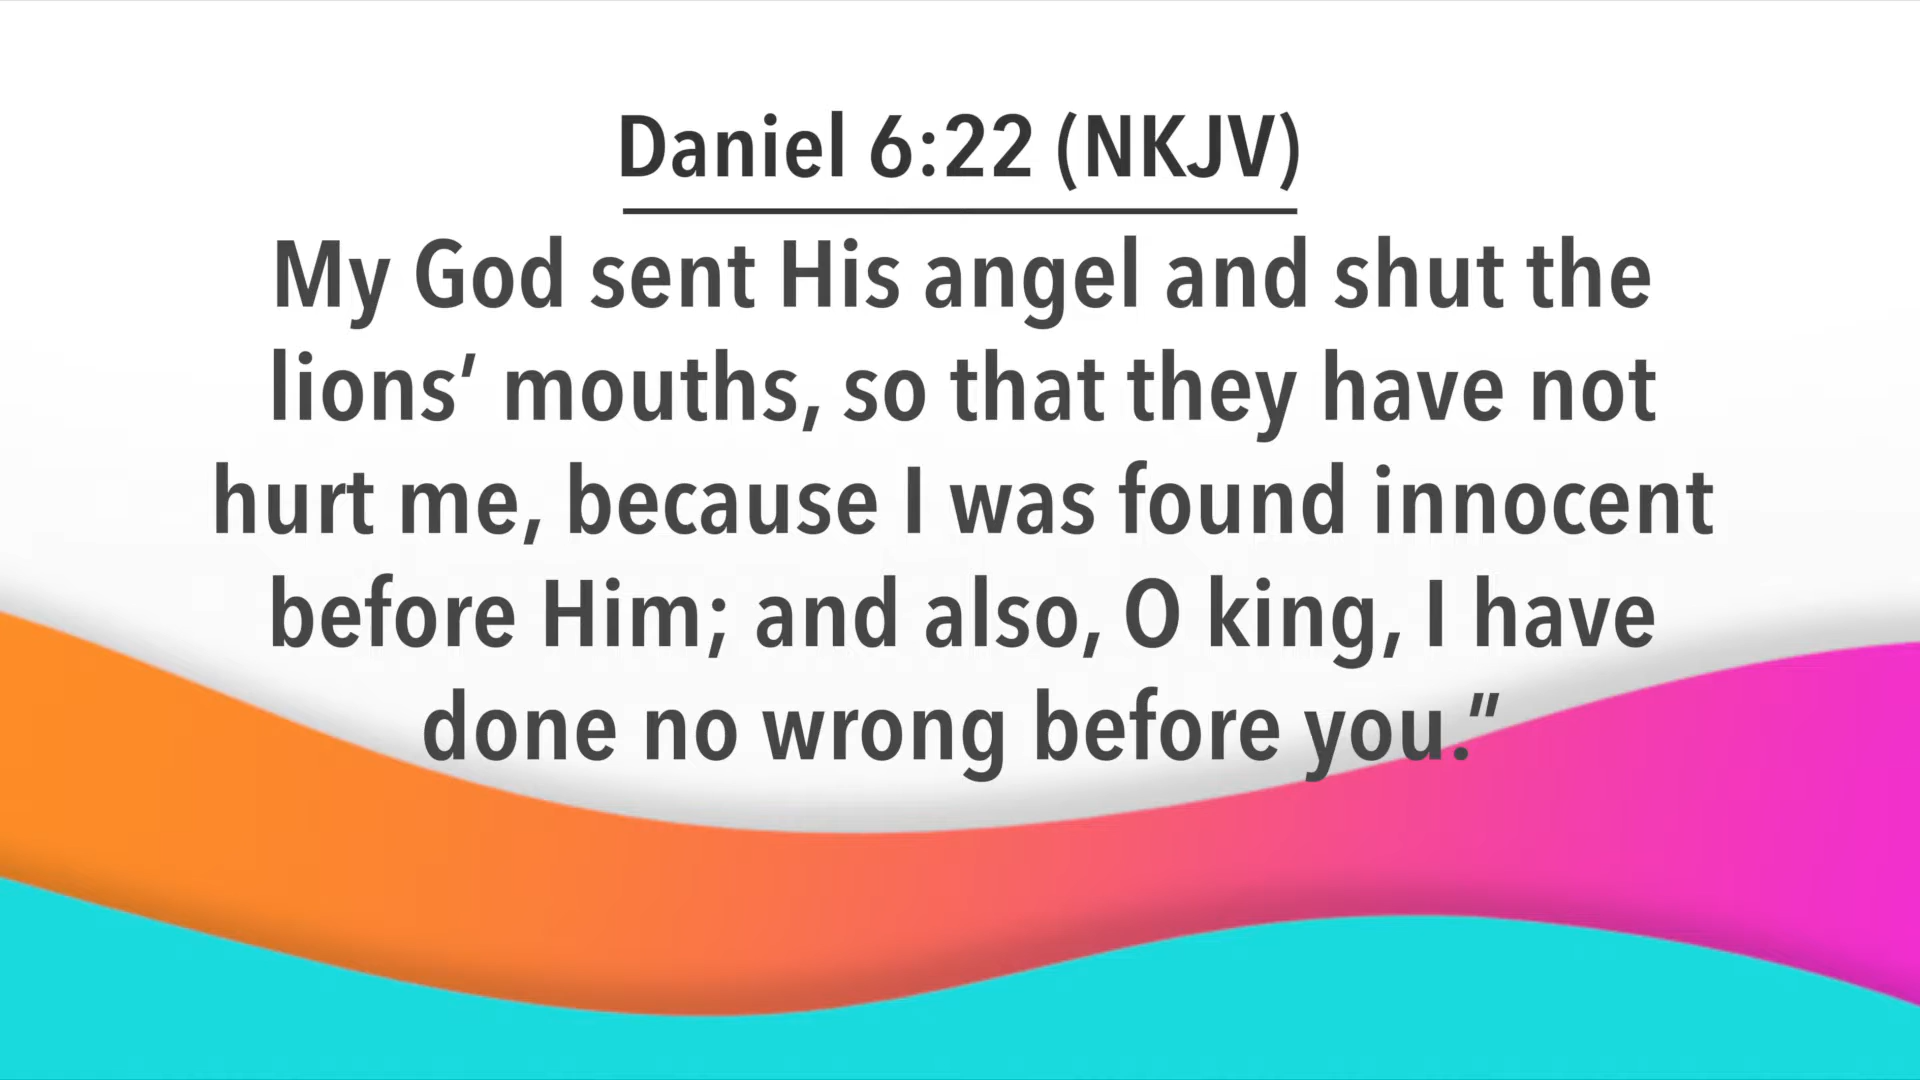 Daniel 6:22 (NKJV)
My God sent His angel and shut the
lions’ mouths, so that they have not
hurt me, because I was found innocent
before Him; and also, O king, I have
done no wrong before you.”